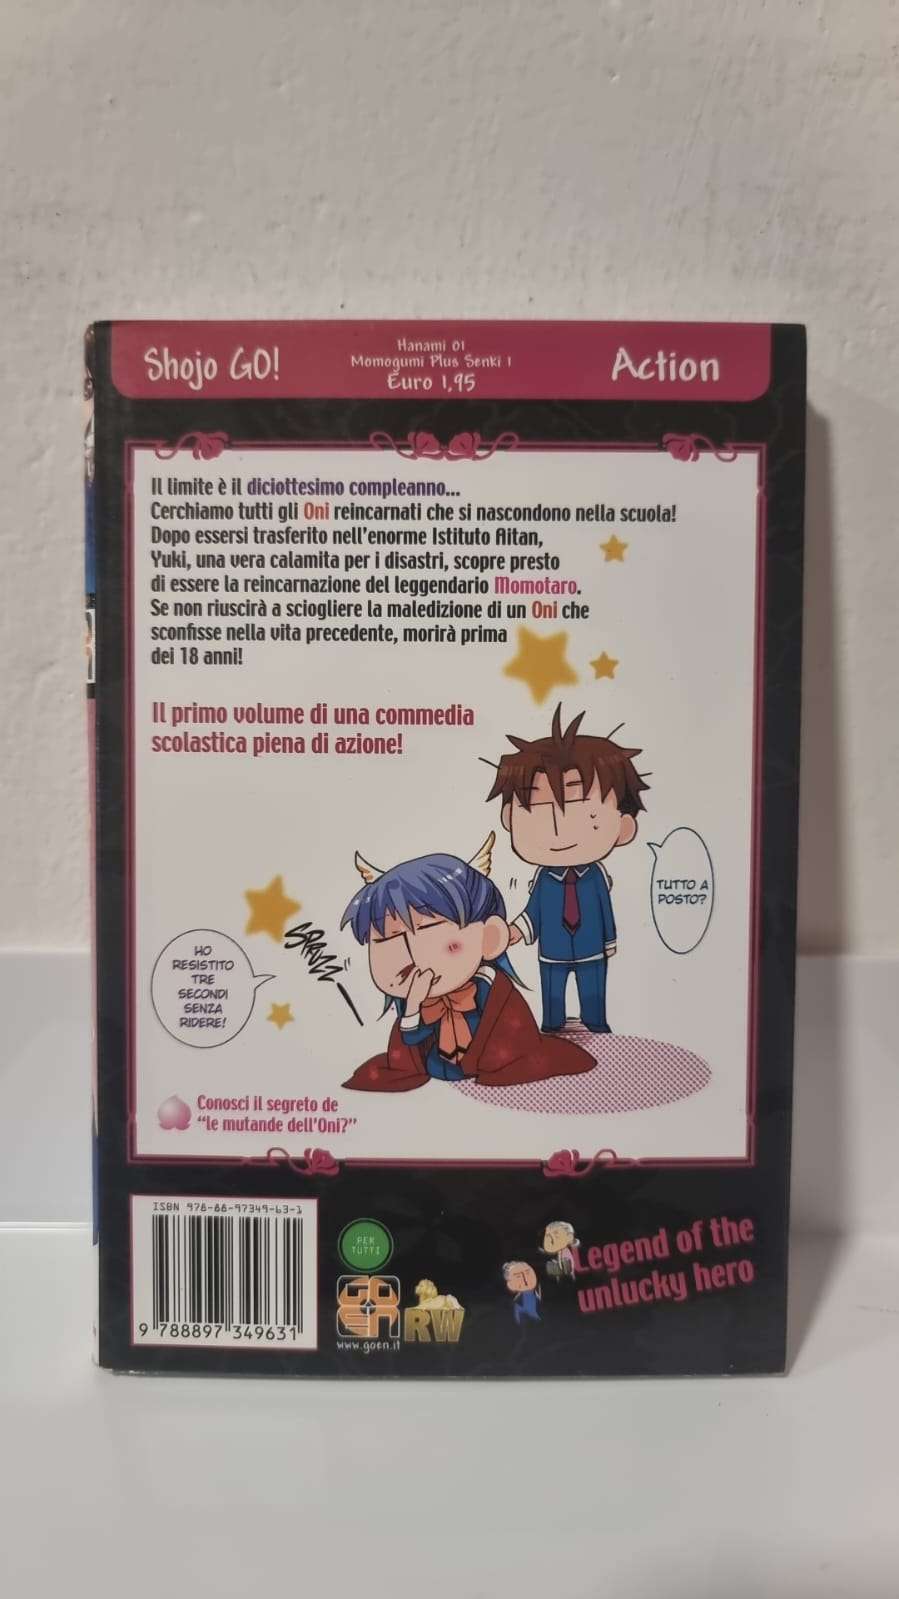 Shojo GO!
Hanami 01
Momogumi Plus Senki 1
Euro 1,95
Action
Il limite è il diciottesimo compleanno...
Cerchiamo tutti gli Oni reincarnati che si nascondono nella scuola!
Dopo essersi trasferito nell'enorme Istituto Aitan,
Yuki, una vera calamita per i disastri, scopre presto
di essere la reincarnazione del leggendario Momotaro.
Se non riuscirà a sciogliere la maledizione di un Oni che
sconfisse nella vita precedente, morirà prima
dei 18 anni!
Il primo volume di una commedia
scolastica piena di azione!
TUTTO A
POSTO?
HO
RESISTITO
TRE
SECONDI
SENZA
RIDERE!
Conosci il segreto de
"le mutande dell'Oni?"
ISBN 978-88-97349-63-1
9 788897 349631
PER
TUTTI
GO
EN
www.goen.it
RW
Legend of the
unlucky hero